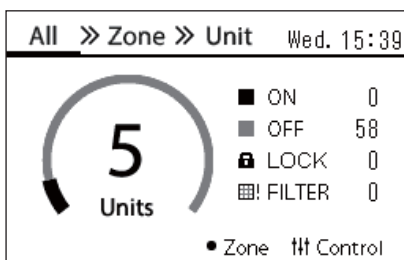 All >> Zone >> Unit Wed. 15:39
ON 0
OFF 58
LOCK 0
FILTER 0
5
Units
Zone Control